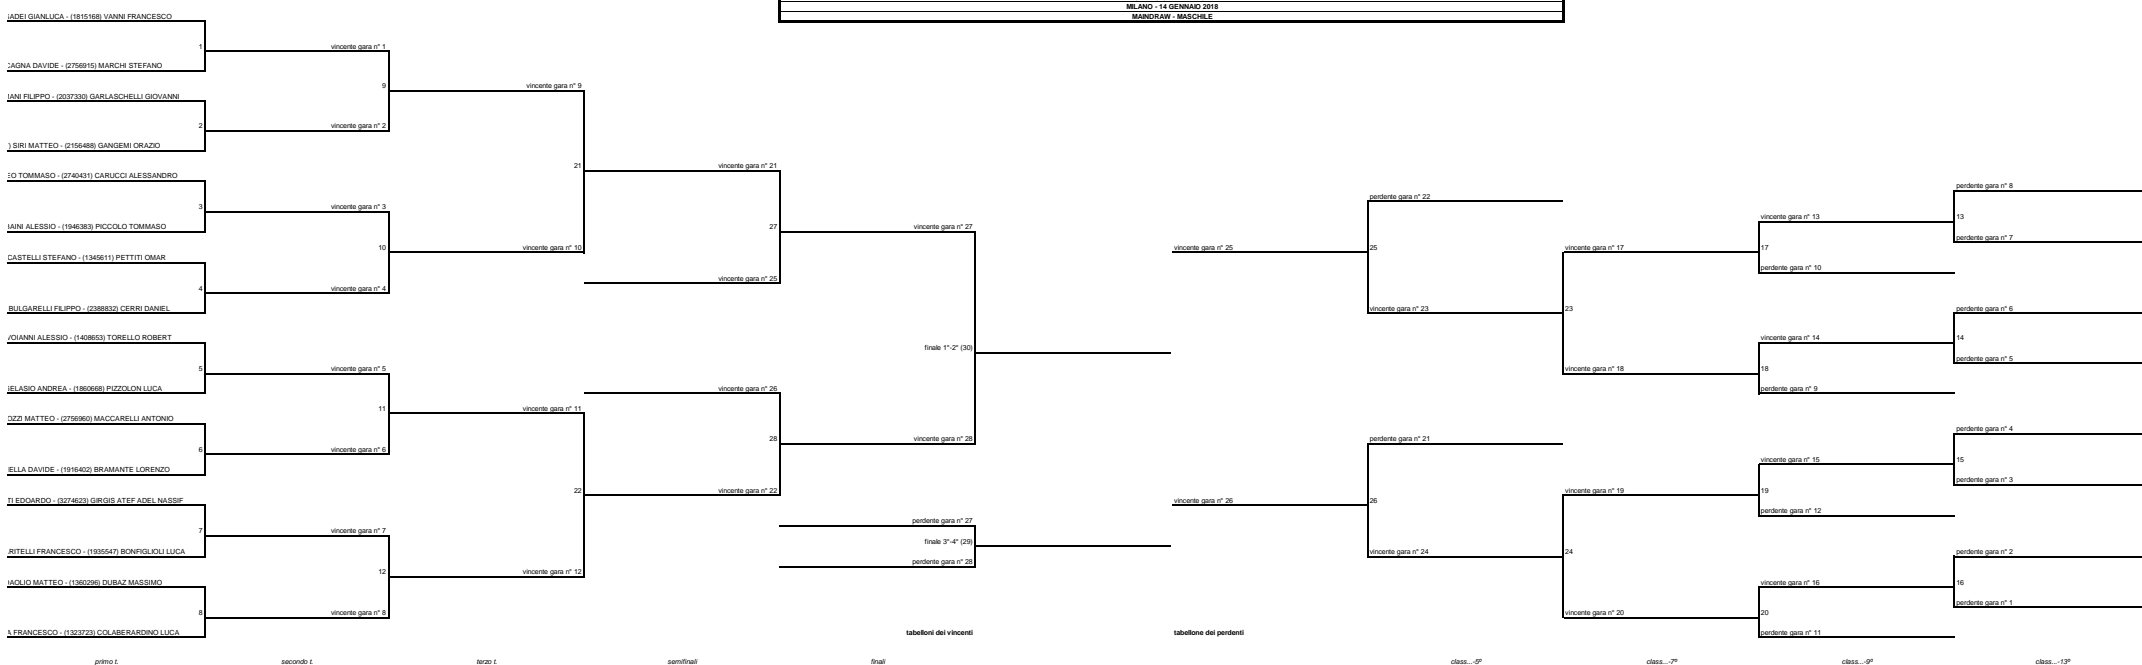 MILANO - 14 GENNAIO 2018
MAINDRAW - MASCHILE
GIANLUCA - (1815168) VANNI FRANCESCO
1
vincente gara n° 1
DAVIDE - (2756915) MARCHI STEFANO
9
vincente gara n° 9
FILIPPO - (2037330) GARLASCHELLI GIOVANNI
2
vincente gara n° 2
) SIRI MATTEO - (2156488) GANGEMI ORAZIO
21
vincente gara n° 21
TOMMASO - (2740431) CARUCCI ALESSANDRO
3
vincente gara n° 3
ALESSIO - (1946383) PICCOLO TOMMASO
10
vincente gara n° 10
27
vincente gara n° 27
CASTELLI STEFANO - (1345611) PETTITI OMAR
4
vincente gara n° 4
vincente gara n° 25
BULGARELLI FILIPPO - (2388832) CERRI DANIEL
ALESSIO - (1408653) TORELLO ROBERT
finale 1°-2° (30)
5
vincente gara n° 5
ANDREA - (1860668) PIZZOLON LUCA
vincente gara n° 26
11
vincente gara n° 11
MATTEO - (2756960) MACCARELLI ANTONIO
6
vincente gara n° 6
28
vincente gara n° 28
DAVIDE - (1916402) BRAMANTE LORENZO
22
vincente gara n° 22
EDOARDO - (3274623) GIRGIS ATEF ADEL NASSIF
7
vincente gara n° 7
perdente gara n° 27
FRANCESCO - (1935547) BONFIGLIOLI LUCA
finale 3°-4° (29)
perdente gara n° 28
12
vincente gara n° 12
MATTEO - (1360296) DUBAZ MASSIMO
8
vincente gara n° 8
FRANCESCO - (1323723) COLABERARDINO LUCA
tabelloni dei vincenti
primo t.
secondo t.
terzo t.
semifinali
finali
perdente gara n° 22
vincente gara n° 25
25
vincente gara n° 23
vincente gara n° 17
23
vincente gara n° 18
vincente gara n° 13
17
perdente gara n° 10
vincente gara n° 14
18
perdente gara n° 9
perdente gara n° 8
13
perdente gara n° 7
perdente gara n° 6
14
perdente gara n° 5
perdente gara n° 21
vincente gara n° 26
26
vincente gara n° 24
vincente gara n° 19
24
vincente gara n° 20
vincente gara n° 15
19
perdente gara n° 12
vincente gara n° 16
20
perdente gara n° 11
perdente gara n° 4
15
perdente gara n° 3
perdente gara n° 2
16
perdente gara n° 1
tabellone dei perdenti
class...-5º
class...-7º
class...-9º
class...-13º